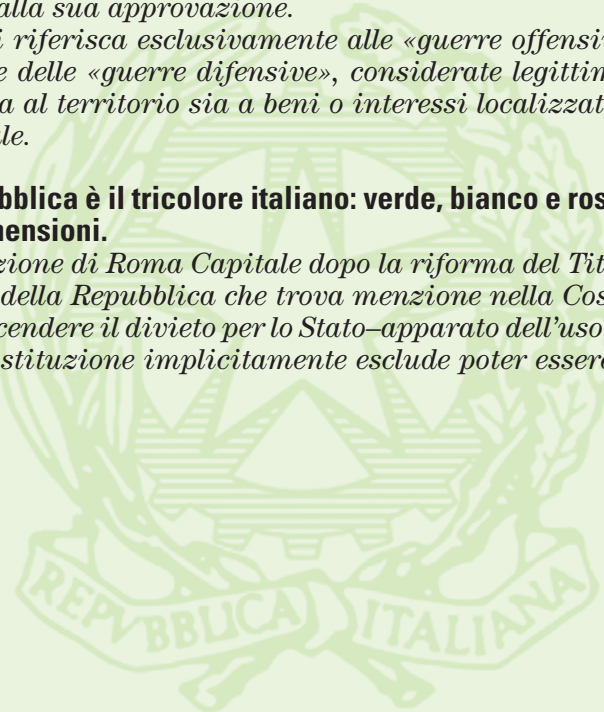 alla sua approvazione.
i riferisca esclusivamente alle «guerre offensiv
e delle «guerre difensive», considerate legittim
a al territorio sia a beni o interessi localizzat
le.
bblica è il tricolore italiano: verde, bianco e ros
mensioni.
zione di Roma Capitale dopo la riforma del Tit
della Repubblica che trova menzione nella Cos
cendere il divieto per lo Stato–apparato dell'uso
stituzione implicitamente esclude poter essere
REPVBBLICA ITALIANA